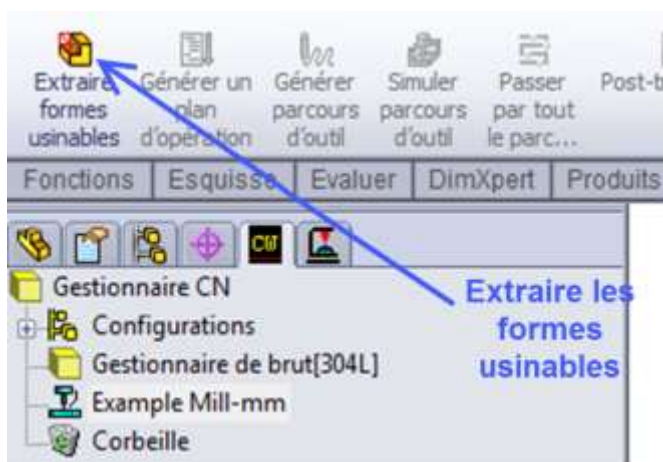 Extraire Générer un Générer Simuler Passer Post-t
formes plan parcours parcours par tout
usinables d'opération d'outil d'outil le parc...
Fonctions Esquisse Evaluer DimXpert Produits
CW
Gestionnaire CN
Extraire les
Configurations
formes
Gestionnaire de brut[304L]
usinables
Example Mill-mm
Corbeille